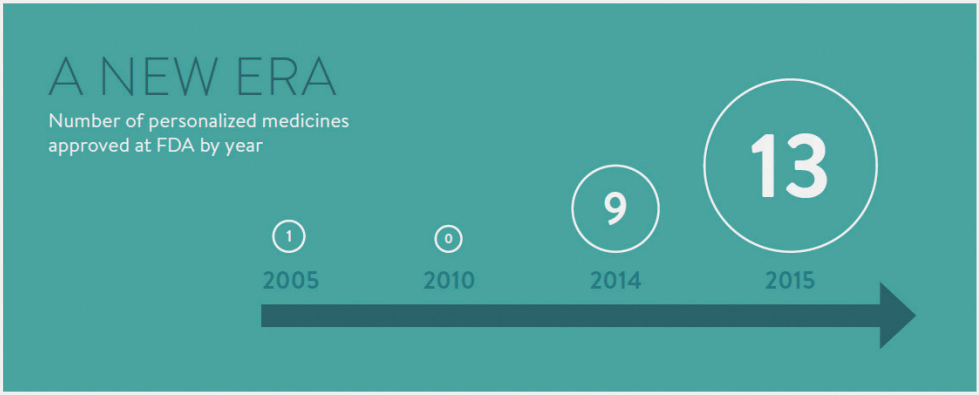 A NEW ERA
Number of personalized medicines
approved at FDA by year
1
0
9
13
2005
2010
2014
2015